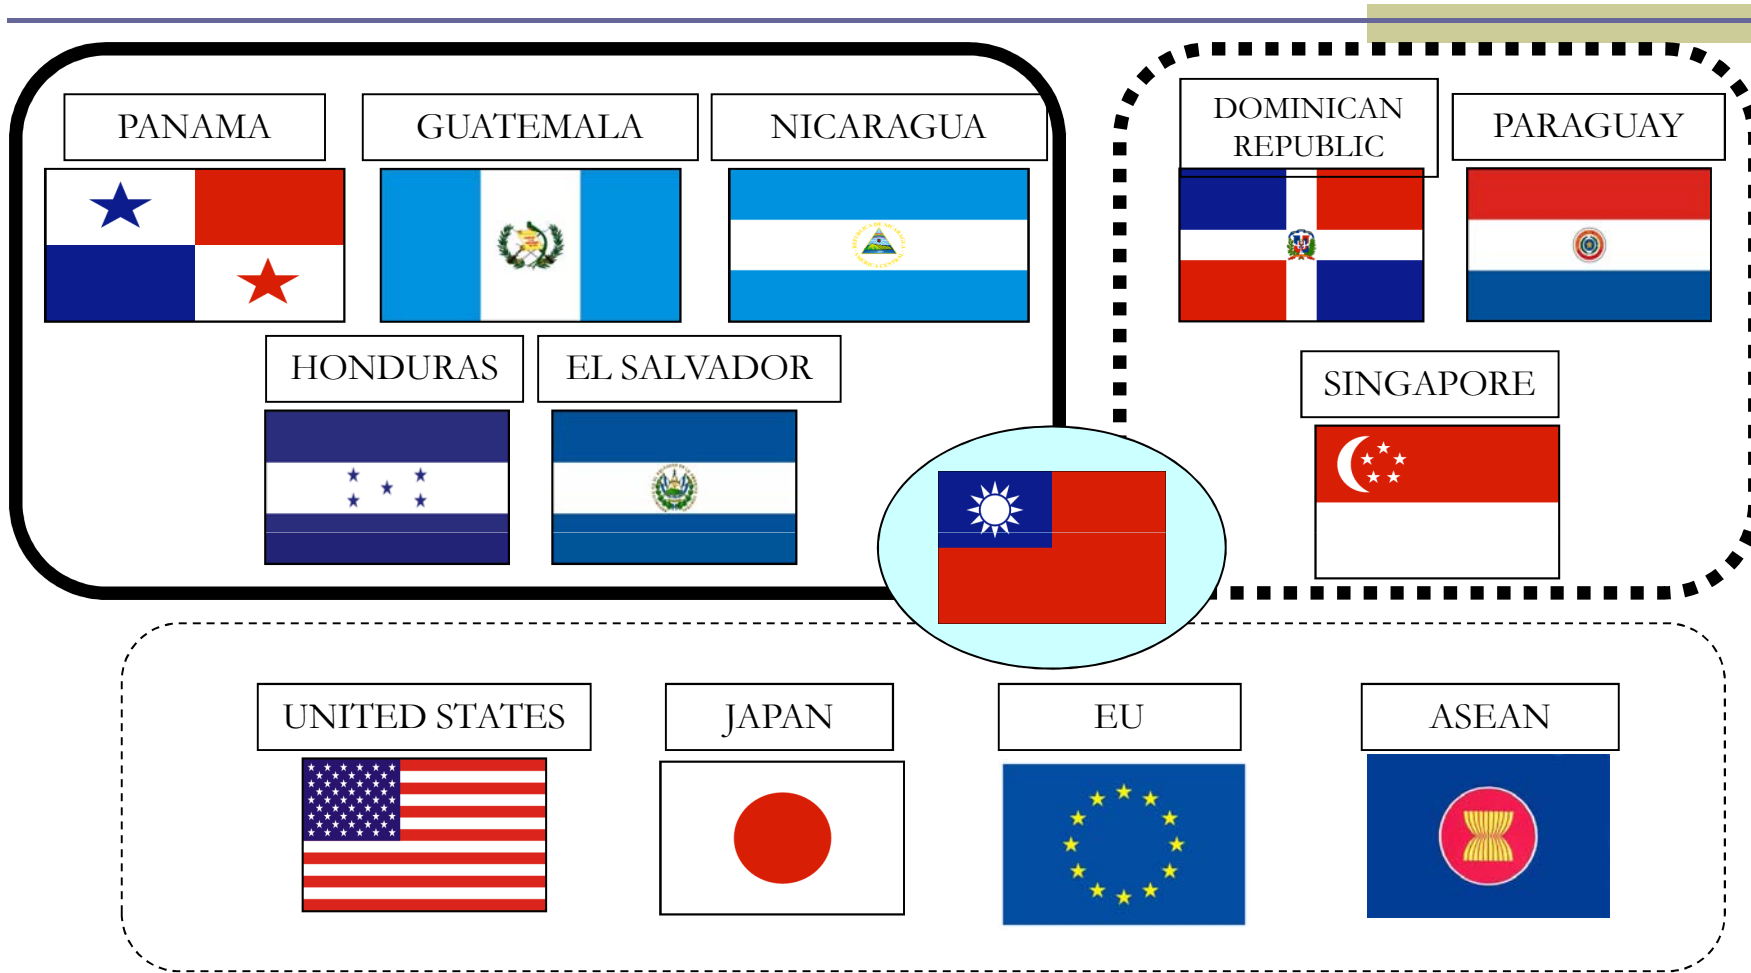 PANAMA
GUATEMALA
NICARAGUA
DOMINICAN
REPUBLIC
PARAGUAY
HONDURAS
EL SALVADOR
SINGAPORE
UNITED STATES
JAPAN
EU
ASEAN